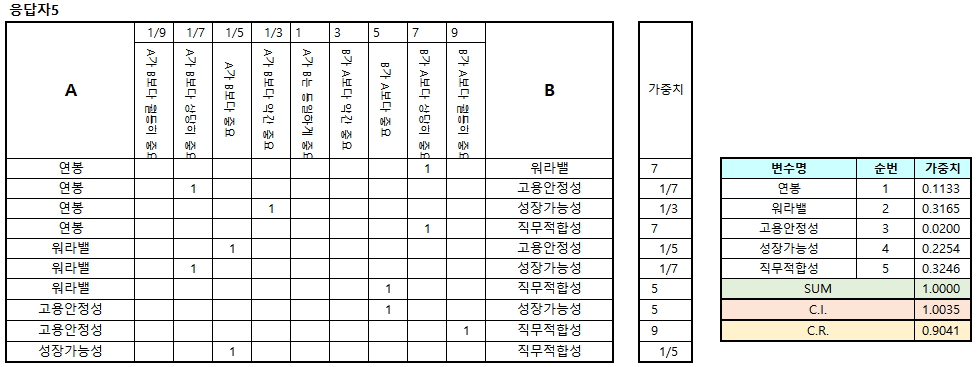 응답자5
A 1/9 1/7 1/5 1/3 1 3 5 7 9 B 가중치
A가 B보다 월등히 중요
A가 B보다 상당히 중요
A가 B보다 중요
A가 B보다 약간 중요
A가 B는 동일하게 중요
B가 A보다 약간 중요
B가 A보다 중요
B가 A보다 상당히 중요
B가 A보다 월등히 중요
연봉 1 워라밸 7
연봉 1 고용안정성 1/7
연봉 1 성장가능성 1/3
연봉 1 직무적합성 7
워라밸 1 고용안정성 1/5
워라밸 1 성장가능성 1/7
워라밸 1 직무적합성 5
고용안정성 1 성장가능성 5
고용안정성 1 직무적합성 9
성장가능성 1 직무적합성 1/5
변수명 순번 가중치
연봉 1 0.1133
워라밸 2 0.3165
고용안정성 3 0.0200
성장가능성 4 0.2254
직무적합성 5 0.3246
SUM 1.0000
C.I. 1.0035
C.R. 0.9041